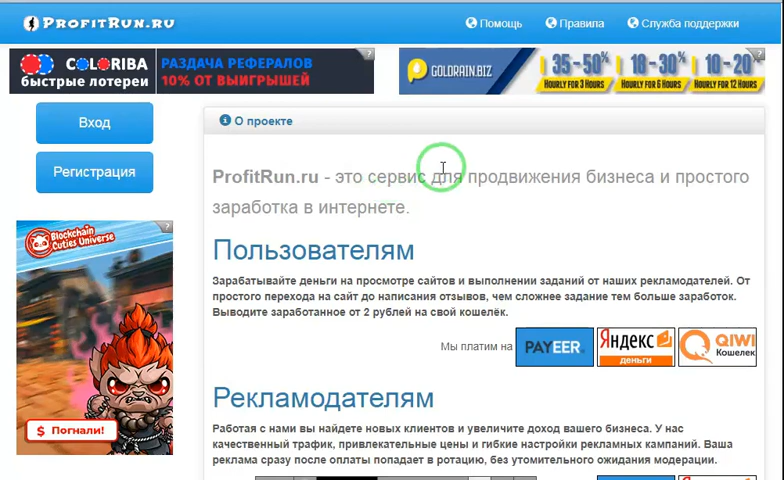 ProfitRun.ru
Помощь
Правила
Служба поддержки
COLORIBA
быстрые лотереи
РАЗДАЧА РЕФЕРАЛОВ
10% ОТ ВЫИГРЫШЕЙ
?
GOLDRAIN.BIZ
35-50%
HOURLY FOR 3 HOURS
18-30%
HOURLY FOR 6 HOURS
10-20%
HOURLY FOR 12 HOURS
?
Вход
Регистрация
Blockchain
Cuties Universe
?
$ Погнали!
О проекте
ProfitRun.ru - это сервис для продвижения бизнеса и простого
заработка в интернете.
Пользователям
Зарабатывайте деньги на просмотре сайтов и выполнении заданий от наших рекламодателей. От
простого перехода на сайт до написания отзывов, чем сложнее задание тем больше заработок.
Выводите заработанное от 2 рублей на свой кошелёк.
Мы платим на
PAYEER
Яндекс
деньги
QIWI
Кошелек
Рекламодателям
Работая с нами вы найдете новых клиентов и увеличите доход вашего бизнеса. У нас
качественный трафик, привлекательные цены и гибкие настройки рекламных кампаний. Ваша
реклама сразу после оплаты попадает в ротацию, без утомительного ожидания модерации.